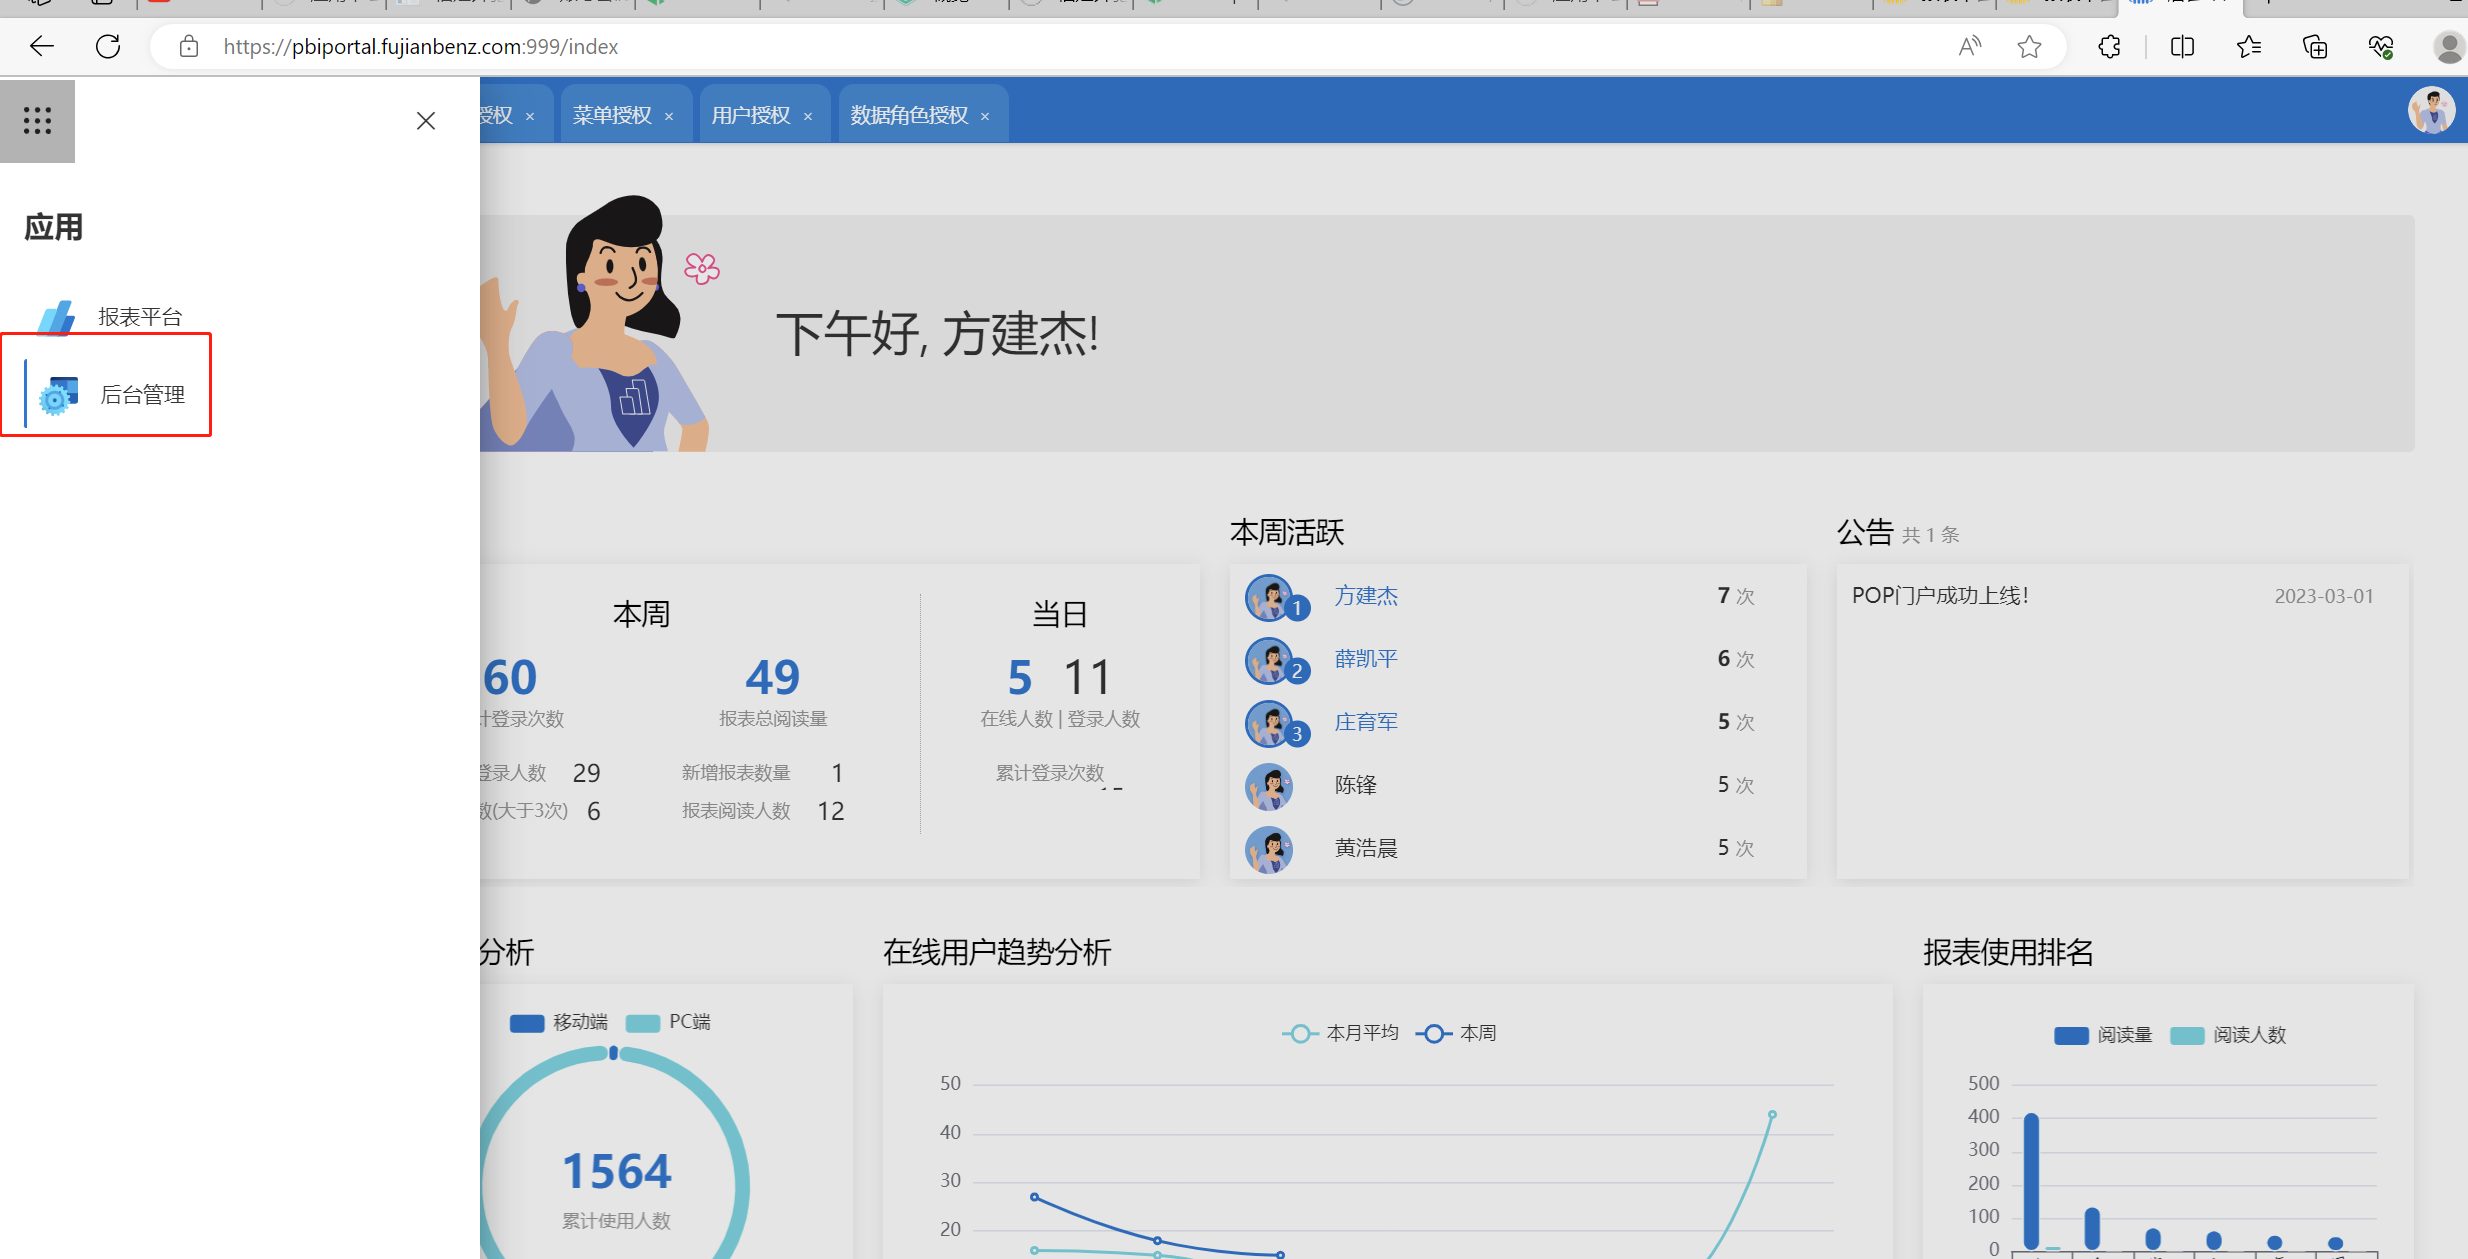 https://pbiportal.fujianbenz.com:999/index
授权 × 菜单授权 × 用户授权 × 数据角色授权 ×
应用
报表平台
后台管理
下午好, 方建杰!
本周
60
计登录次数
49
报表总阅读量
登录人数 29
新增报表数量 1
数(大于3次) 6
报表阅读人数 12
当日
5 11
在线人数 | 登录人数
累计登录次数
本周活跃
1 方建杰 7 次
2 薛凯平 6 次
3 庄育军 5 次
陈锋 5 次
黄浩晨 5 次
公告 共 1 条
POP门户成功上线! 2023-03-01
分析
移动端 PC端
1564
累计使用人数
在线用户趋势分析
本月平均 本周
50
40
30
20
报表使用排名
阅读量 阅读人数
500
400
300
200
100
0